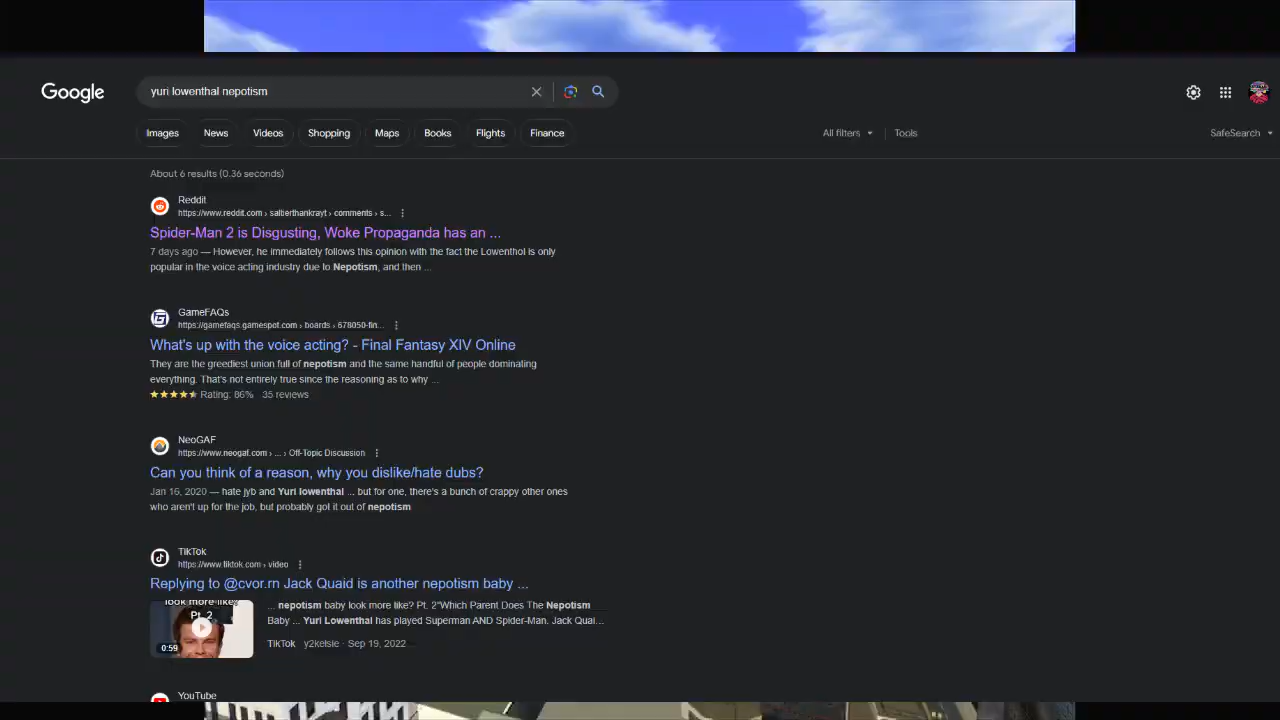 Google
yuri lowenthal nepotism
Images News Videos Shopping Maps Books Flights Finance
All filters Tools
SafeSearch
About 6 results (0.36 seconds)
Reddit
https://www.reddit.com › saltierthankrayt › comments › s...
Spider-Man 2 is Disgusting, Woke Propaganda has an ...
7 days ago — However, he immediately follows this opinion with the fact the Lowenthol is only
popular in the voice acting industry due to Nepotism, and then ...
GameFAQs
https://gamefaqs.gamespot.com › boards › 678050-fin...
What's up with the voice acting? - Final Fantasy XIV Online
They are the greediest union full of nepotism and the same handful of people dominating
everything. That's not entirely true since the reasoning as to why ...
Rating: 86% 35 reviews
NeoGAF
https://www.neogaf.com › ... › Off-Topic Discussion
Can you think of a reason, why you dislike/hate dubs?
Jan 16, 2020 — hate jyb and Yuri lowenthal ... but for one, there's a bunch of crappy other ones
who aren't up for the job, but probably got it out of nepotism
TikTok
https://www.tiktok.com › video
Replying to @cvor.rn Jack Quaid is another nepotism baby ...
look more like?
Pt. 2
0:59
... nepotism baby look more like? Pt. 2"Which Parent Does The Nepotism
Baby ... Yuri Lowenthal has played Superman AND Spider-Man. Jack Quai...
TikTok y2kelsie · Sep 19, 2022
YouTube